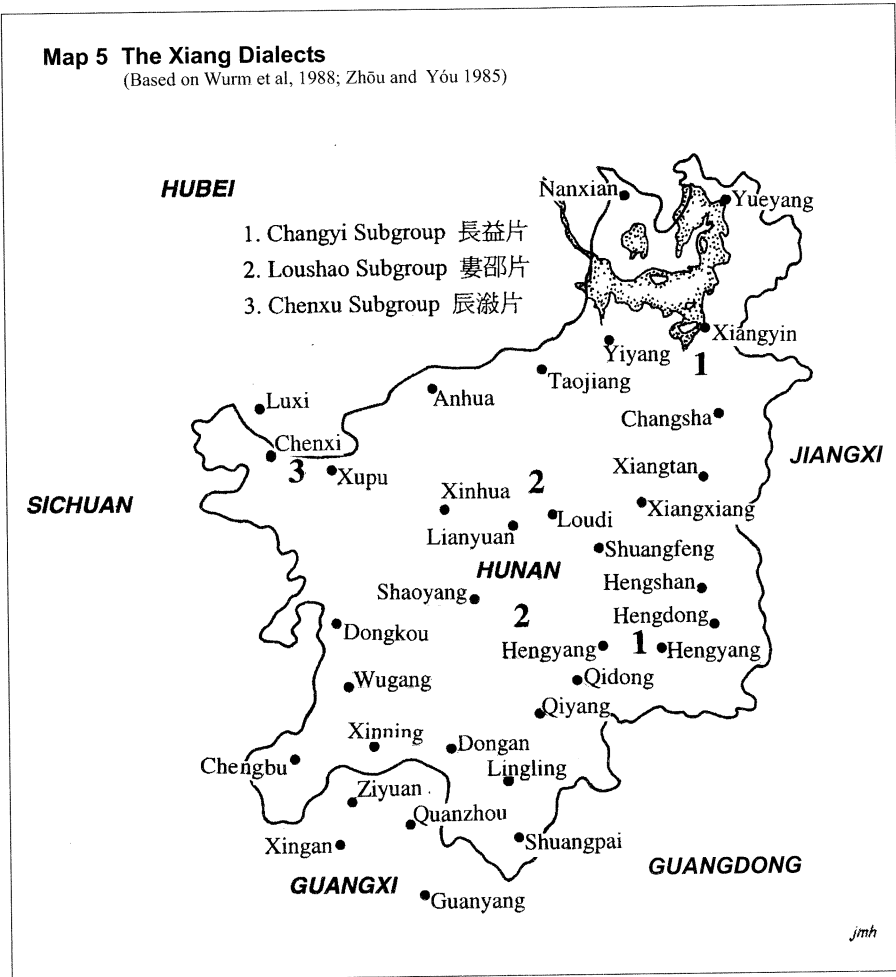 Map 5 The Xiang Dialects
(Based on Wurm et al, 1988; Zhōu and Yóu 1985)
HUBEI
Nanxian
Yueyang
1. Changyi Subgroup 長益片
2. Loushao Subgroup 婁邵片
3. Chenxu Subgroup 辰漵片
Xiangyin
Yiyang
1
Taojiang
Anhua
Luxi
Changsha
Chenxi
JIANGXI
3
Xupu
Xiangtan
Xinhua
2
SICHUAN
Xiangxiang
Loudi
Lianyuan
Shuangfeng
HUNAN
Hengshan
Shaoyang
2
Hengdong
Dongkou
Hengyang
1
Hengyang
Qidong
Wugang
Qiyang
Xinning
Dongan
Chengbu
Lingling
Ziyuan
Quanzhou
Xingan
Shuangpai
GUANGDONG
GUANGXI
Guanyang
jmh